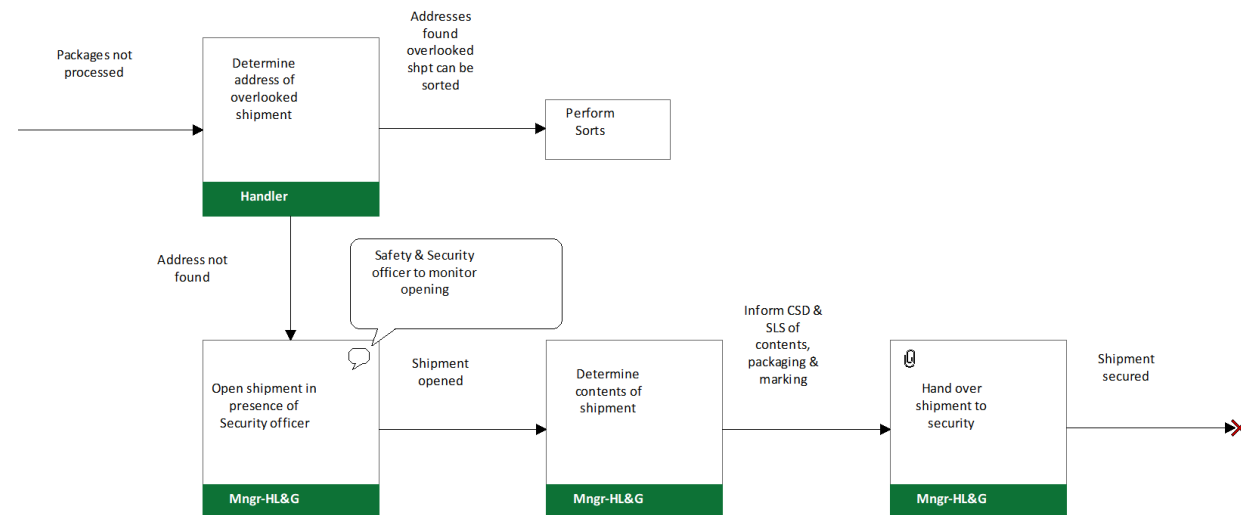 Packages not
processed
Determine
address of
overlooked
shipment
Handler
Addresses
found
overlooked
shpt can be
sorted
Perform
Sorts
Address not
found
Safety & Security
officer to monitor
opening
Open shipment in
presence of
Security officer
Mngr-HL&G
Shipment
opened
Determine
contents of
shipment
Mngr-HL&G
Inform CSD &
SLS of
contents,
packaging &
marking
Hand over
shipment to
security
Mngr-HL&G
Shipment
secured